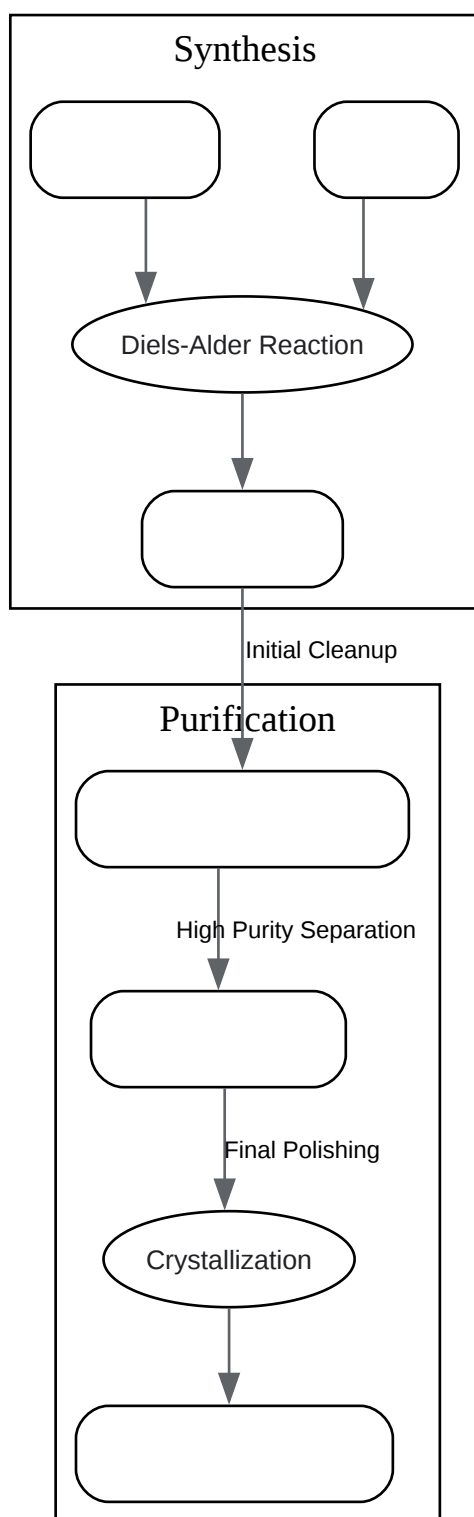 Synthesis
Diels-Alder Reaction
Initial Cleanup
Purification
High Purity Separation
Final Polishing
Crystallization